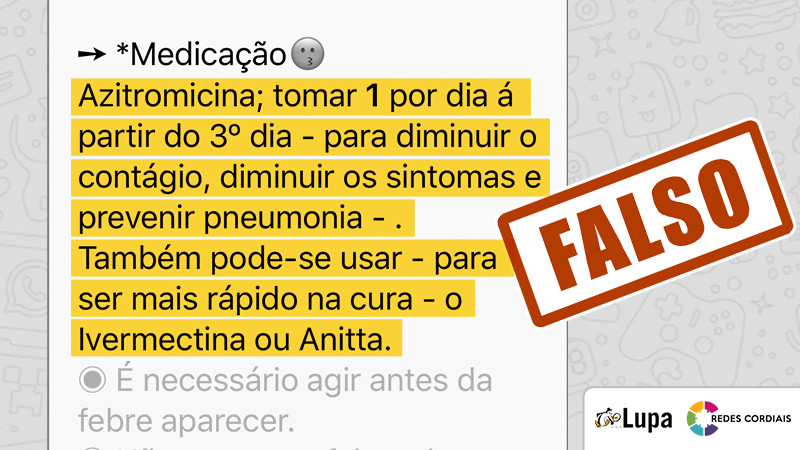 ➙ *Medicação😗
Azitromicina; tomar 1 por dia á
partir do 3º dia - para diminuir o
contágio, diminuir os sintomas e
prevenir pneumonia - .
Também pode-se usar - para
ser mais rápido na cura - o
Ivermectina ou Anitta.
◉ É necessário agir antes da
febre aparecer.
FALSO
Lupa
REDES CORDIAIS